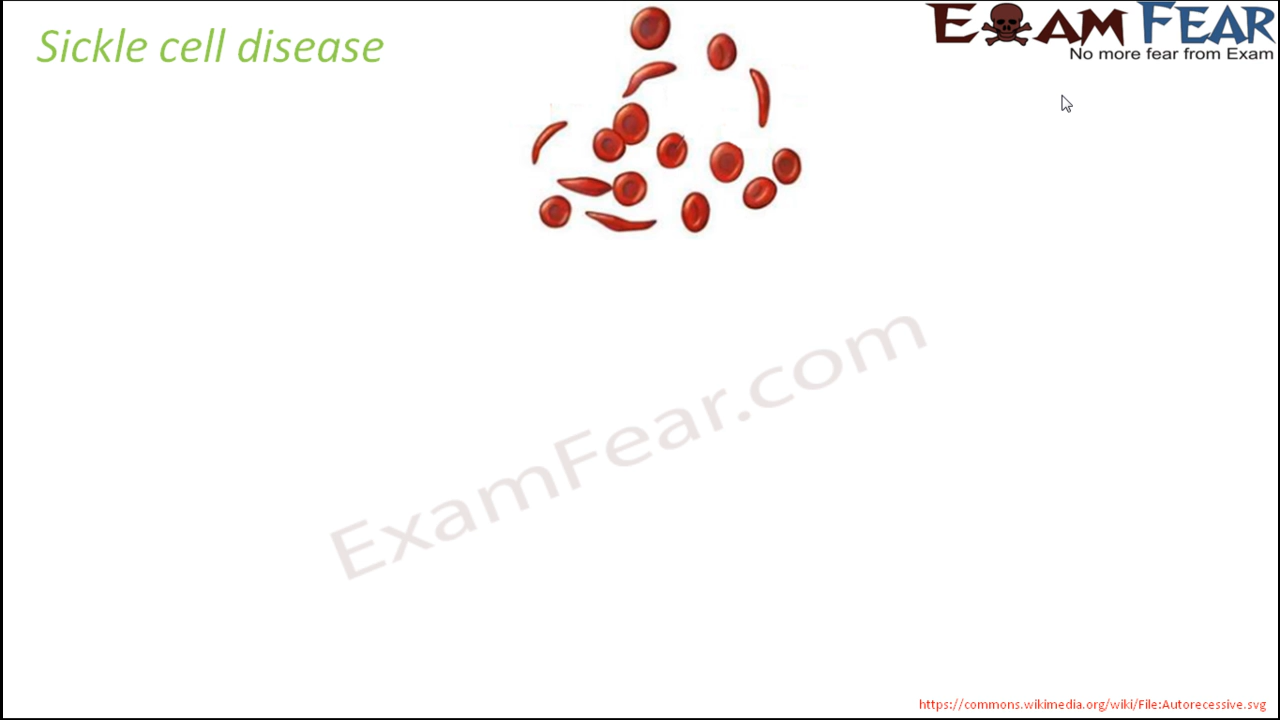 Sickle cell disease
EXAM FEAR
No more fear from Exam
ExamFear.com
https://commons.wikimedia.org/wiki/File:Autorecessive.svg